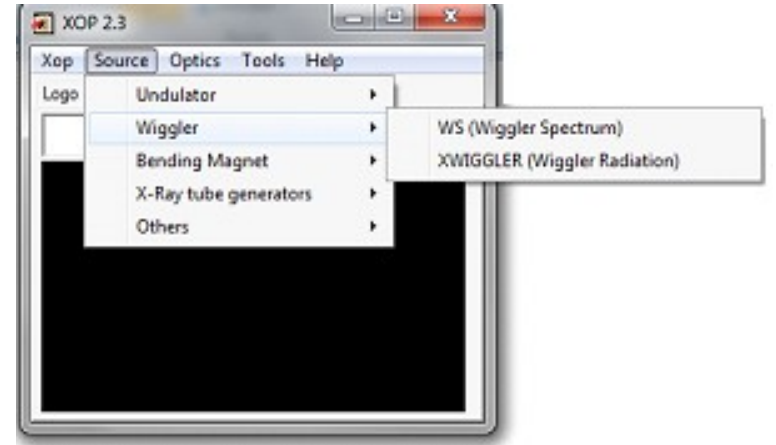 XOP 2.3
Xop Source Optics Tools Help
Logo
Undulator
Wiggler
Bending Magnet
X-Ray tube generators
Others
WS (Wiggler Spectrum)
XWIGGLER (Wiggler Radiation)